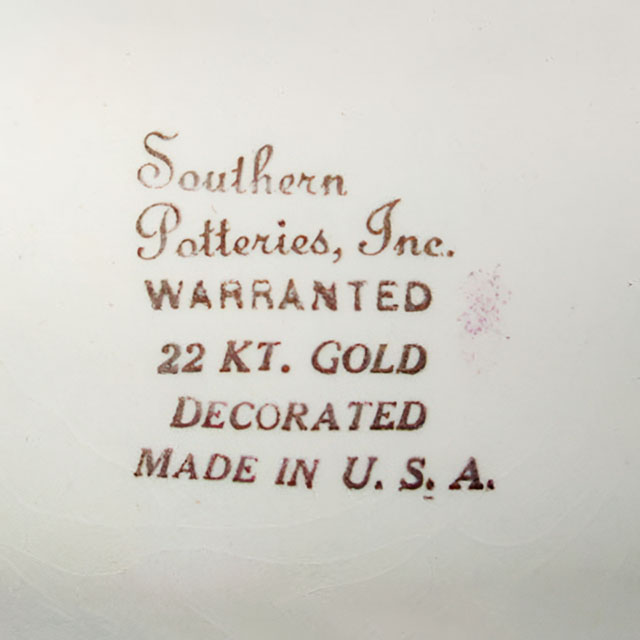 Southern
Potteries, Inc.
WARRANTED
22 KT. GOLD
DECORATED
MADE IN U. S. A.